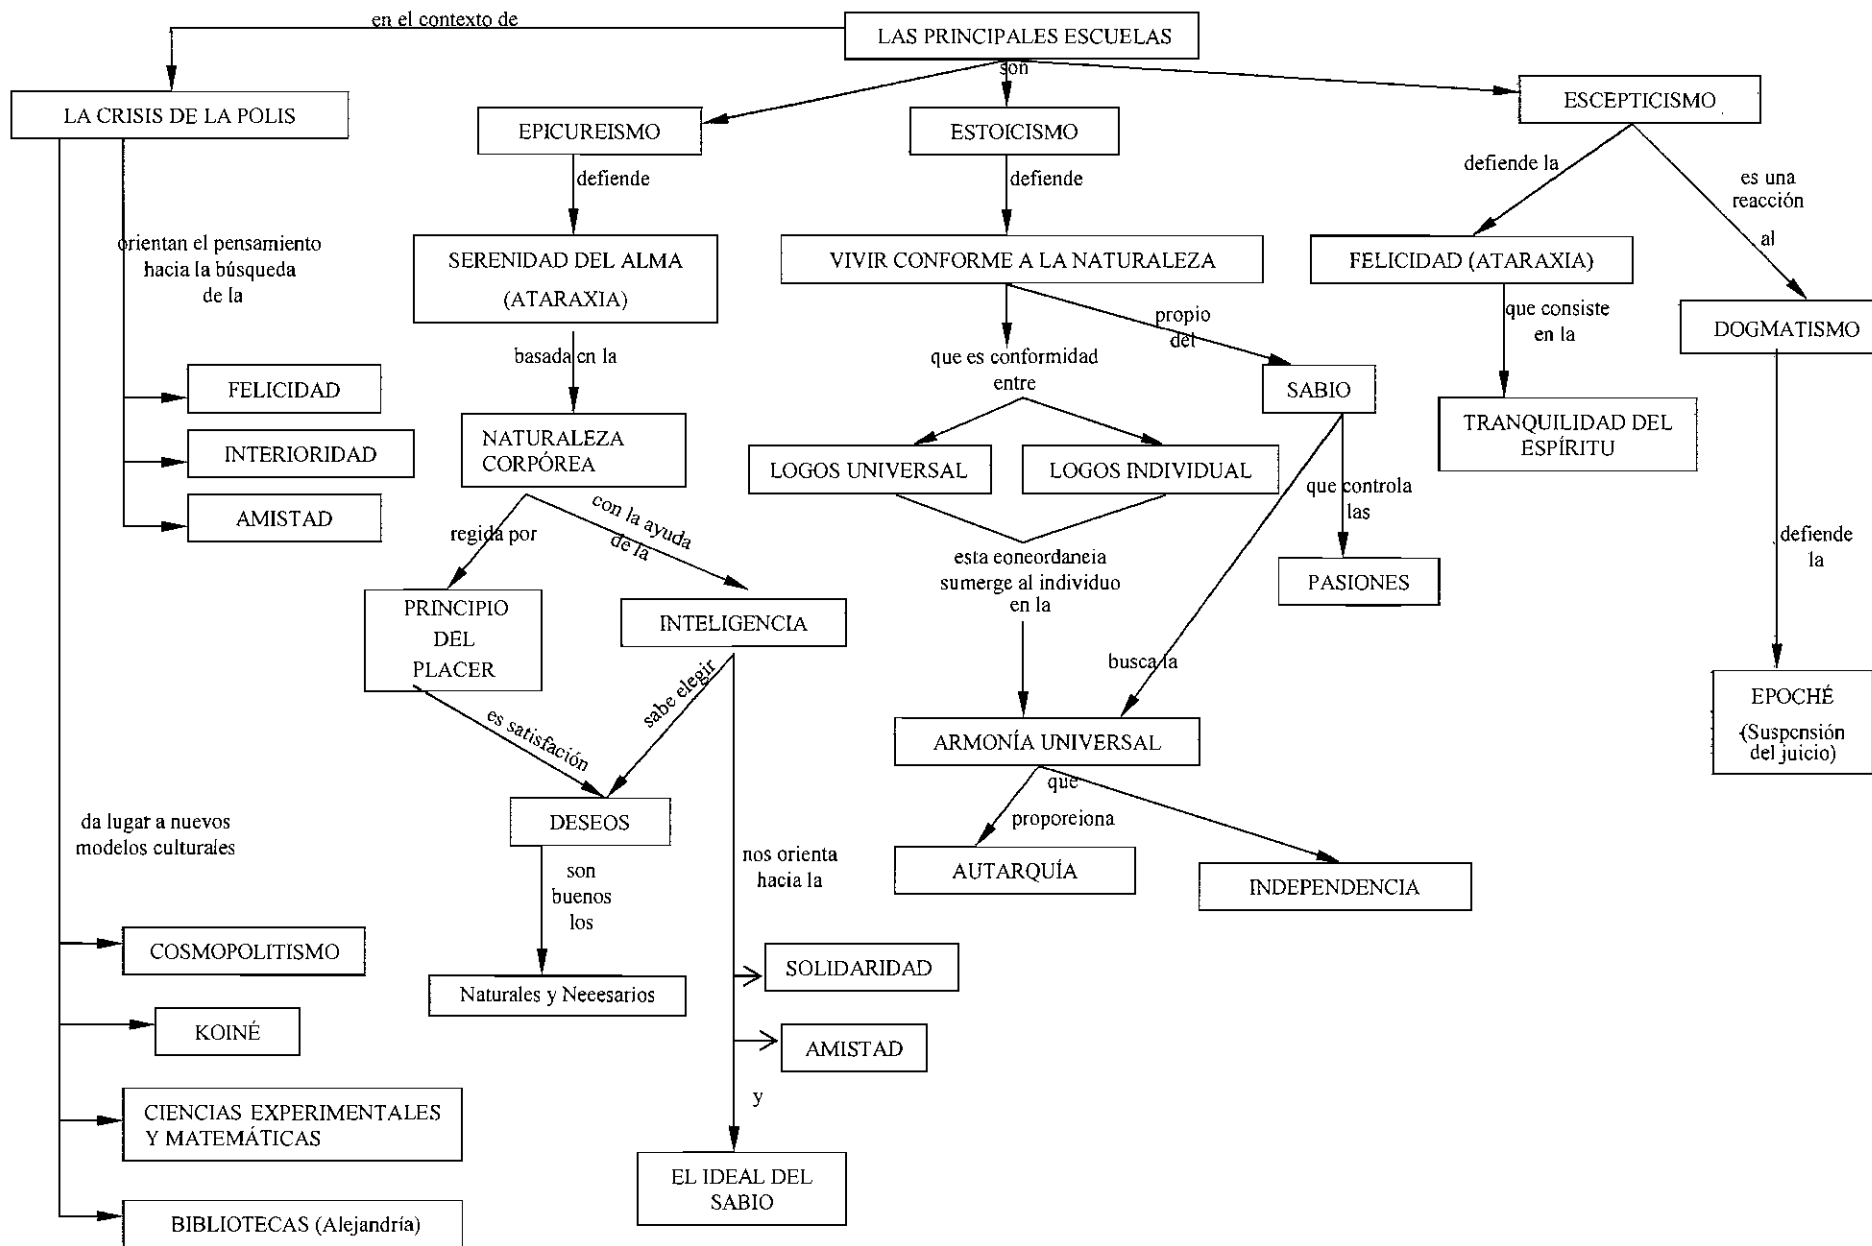 en el contexto de
LAS PRINCIPALES ESCUELAS
son
LA CRISIS DE LA POLIS
EPICUREISMO
ESTOICISMO
ESCEPTICISMO
defiende
defiende
defiende la
es una
reacción
al
orientan el pensamiento
hacia la búsqueda
de la
SERENIDAD DEL ALMA
(ATARAXIA)
VIVIR CONFORME A LA NATURALEZA
FELICIDAD (ATARAXIA)
DOGMATISMO
basada en la
que es conformidad
entre
propio
del
que consiste
en la
FELICIDAD
INTERIORIDAD
AMISTAD
NATURALEZA
CORPÓREA
LOGOS UNIVERSAL
LOGOS INDIVIDUAL
SABIO
TRANQUILIDAD DEL
ESPÍRITU
regida por
con la ayuda
de la
esta concordancia
sumerge al individuo
en la
que controla
las
PASIONES
defiende
la
PRINCIPIO
DEL
PLACER
INTELIGENCIA
busca la
es satisfacción
sabe elegir
ARMONÍA UNIVERSAL
EPOCHÉ
(Suspensión
del juicio)
DESEOS
que
proporciona
da lugar a nuevos
modelos culturales
son
buenos
los
nos orienta
hacia la
AUTARQUÍA
INDEPENDENCIA
COSMOPOLITISMO
Naturales y Necesarios
SOLIDARIDAD
KOINÉ
AMISTAD
CIENCIAS EXPERIMENTALES
Y MATEMÁTICAS
y
EL IDEAL DEL
SABIO
BIBLIOTECAS (Alejandría)